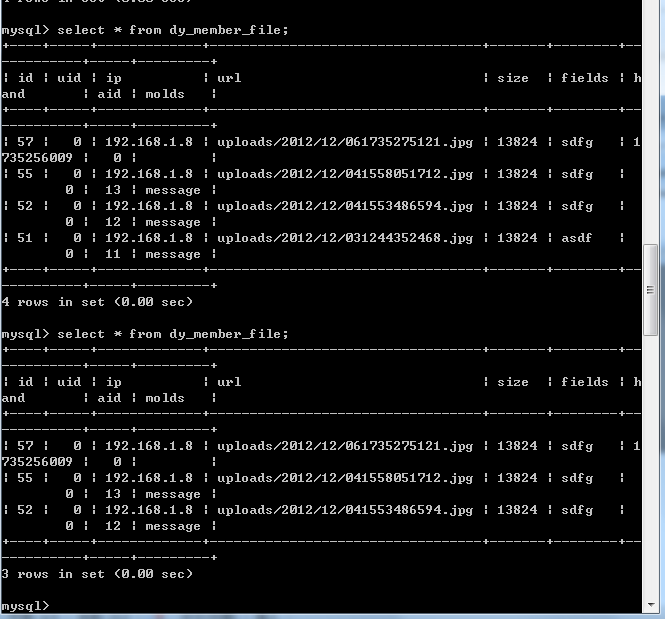 mysql> select * from dy_member_file;
+----+-----+-------------+----------------------------------+-------+--------+--
----------+-----+---------+
| id | uid | ip          | url                              | size  | fields | h
and       | aid | molds   |
+----+-----+-------------+----------------------------------+-------+--------+--
----------+-----+---------+
| 57 |   0 | 192.168.1.8 | uploads/2012/12/061735275121.jpg | 13824 | sdfg   | 1
735256009 |   0 |         |
| 55 |   0 | 192.168.1.8 | uploads/2012/12/041558051712.jpg | 13824 | sdfg   |
        0 |  13 | message |
| 52 |   0 | 192.168.1.8 | uploads/2012/12/041553486594.jpg | 13824 | sdfg   |
        0 |  12 | message |
| 51 |   0 | 192.168.1.8 | uploads/2012/12/031244352468.jpg | 13824 | asdf   |
        0 |  11 | message |
+----+-----+-------------+----------------------------------+-------+--------+--
----------+-----+---------+
4 rows in set (0.00 sec)
mysql> select * from dy_member_file;
+----+-----+-------------+----------------------------------+-------+--------+--
----------+-----+---------+
| id | uid | ip          | url                              | size  | fields | h
and       | aid | molds   |
+----+-----+-------------+----------------------------------+-------+--------+--
----------+-----+---------+
| 57 |   0 | 192.168.1.8 | uploads/2012/12/061735275121.jpg | 13824 | sdfg   | 1
735256009 |   0 |         |
| 55 |   0 | 192.168.1.8 | uploads/2012/12/041558051712.jpg | 13824 | sdfg   |
        0 |  13 | message |
| 52 |   0 | 192.168.1.8 | uploads/2012/12/041553486594.jpg | 13824 | sdfg   |
        0 |  12 | message |
+----+-----+-------------+----------------------------------+-------+--------+--
----------+-----+---------+
3 rows in set (0.00 sec)
mysql>